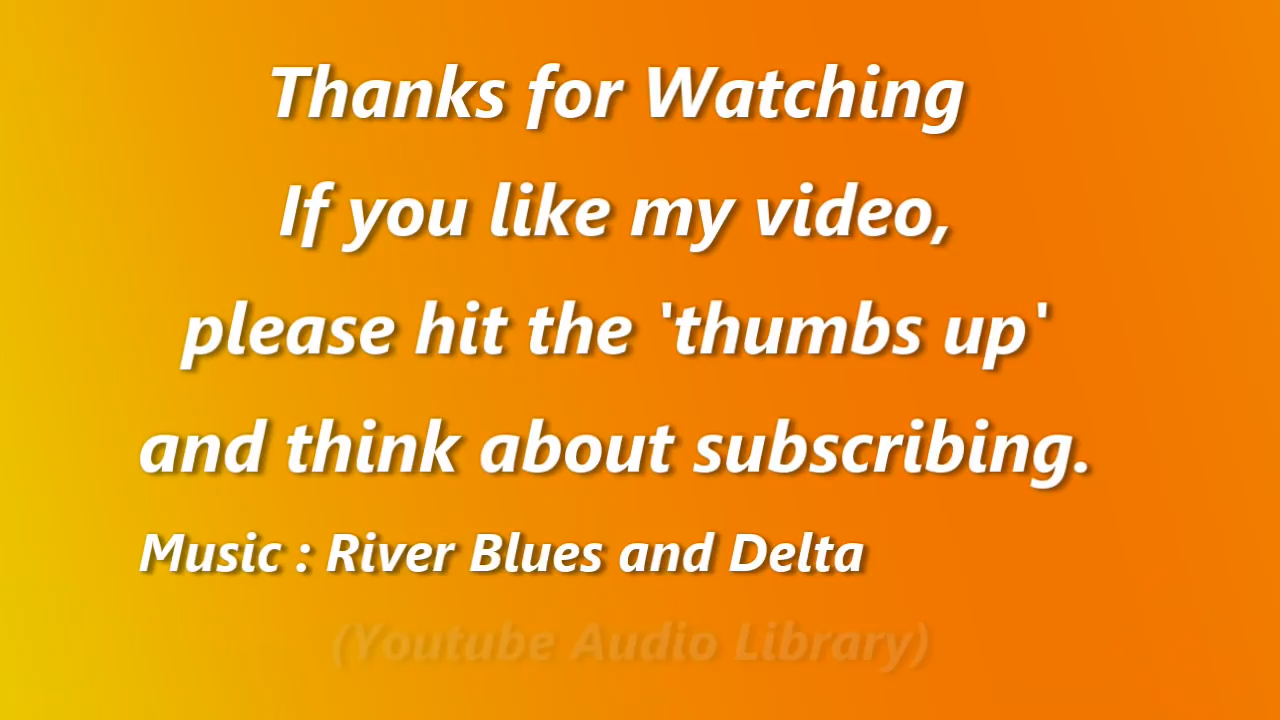 Thanks for Watching
If you like my video,
please hit the 'thumbs up'
and think about subscribing.
Music : River Blues and Delta
(Youtube Audio Library)